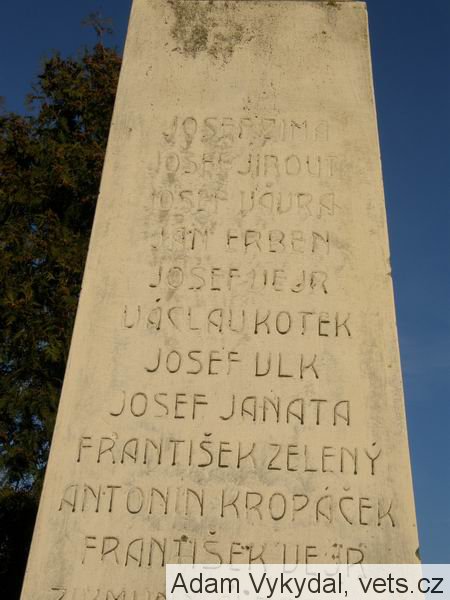 JOSEF ZIMA
JOSEF JIROUT
JOSEF VÁVRA
JAN ERBEN
JOSEF VEJR
VÁCLAV KOTEK
JOSEF VLK
JOSEF JANATA
FRANTIŠEK ZELENÝ
ANTONÍN KROPÁČEK
FRANTIŠEK VEJR
Adam Vykydal, vets.cz